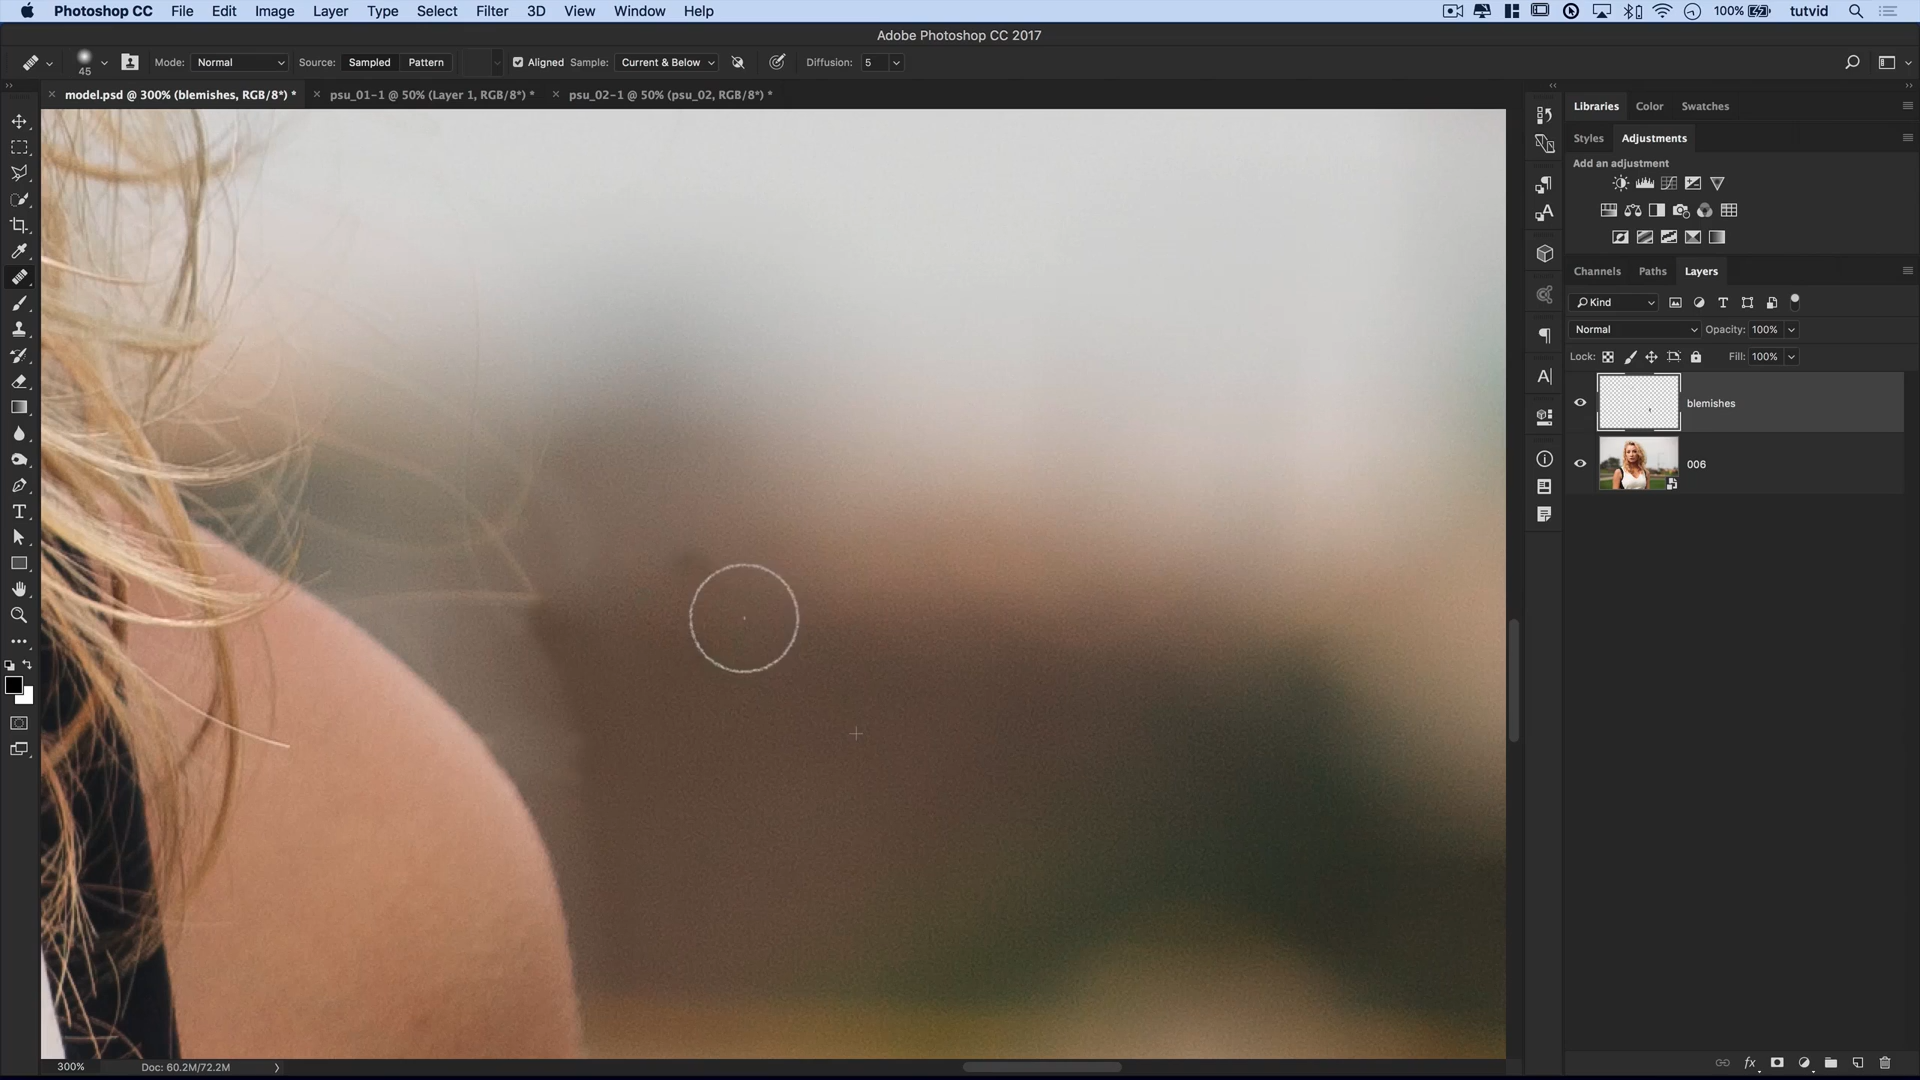 Photoshop CC File Edit Image Layer Type Select Filter 3D View Window Help 100% tutvid
Adobe Photoshop CC 2017
45 Mode: Normal Source: Sampled Pattern Aligned Sample: Current & Below Diffusion: 5
model.psd @ 300% (blemishes, RGB/8*) * psu_01-1 @ 50% (Layer 1, RGB/8*) * psu_02-1 @ 50% (psu_02, RGB/8*) *
Libraries Color Swatches
Styles Adjustments
Add an adjustment
Channels Paths Layers
Kind
Normal Opacity: 100%
Lock: Fill: 100%
blemishes
006
300% Doc: 60.2M/72.2M